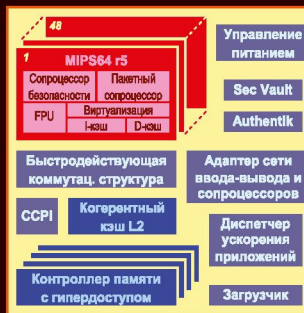 48
1
MIPS64 r5
Сопроцессор
безопасности
Пакетный
сопроцессор
FPU
Виртуализация
I-кэш
D-кэш
Быстродействующая
коммутац. структура
CCPI
Когерентный
кэш L2
Контроллер памяти
с гипердоступом
Управление
питанием
Sec Vault
Authentik
Адаптер сети
ввода-вывода и
сопроцессоров
Диспетчер
ускорения
приложений
Загрузчик